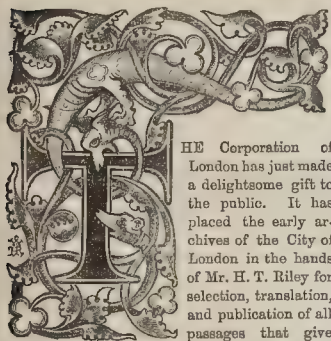 THE Corporation of
London has just made
a delightsome gift to
the public. It has
placed the early ar-
chives of the City of
London in the hands
of Mr. H. T. Riley for
selection, translation,
and publication of all
passages that give